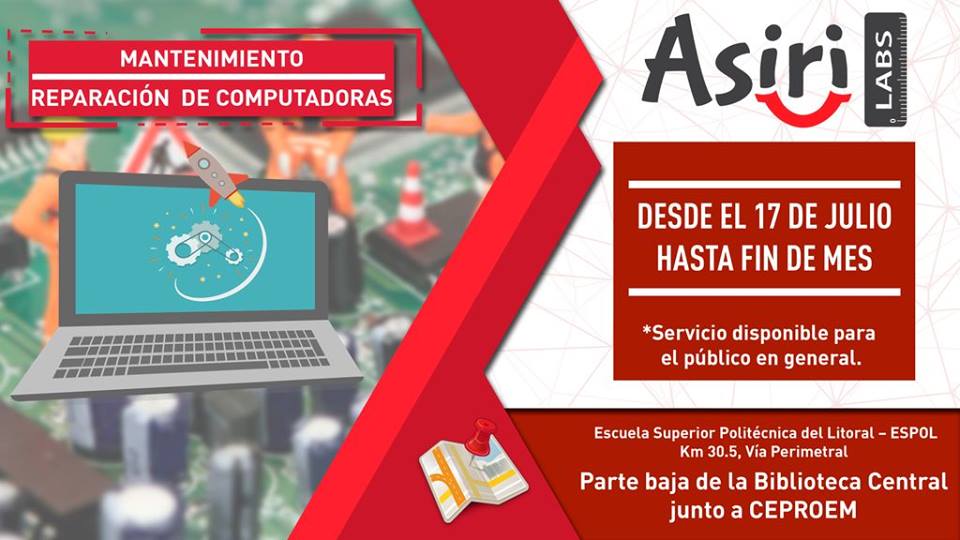 MANTENIMIENTO
REPARACIÓN DE COMPUTADORAS
Asiri
LABS
0
DESDE EL 17 DE JULIO
HASTA FIN DE MES
*Servicio disponible para
el público en general.
Escuela Superior Politécnica del Litoral – ESPOL
Km 30.5, Vía Perimetral
Parte baja de la Biblioteca Central
junto a CEPROEM